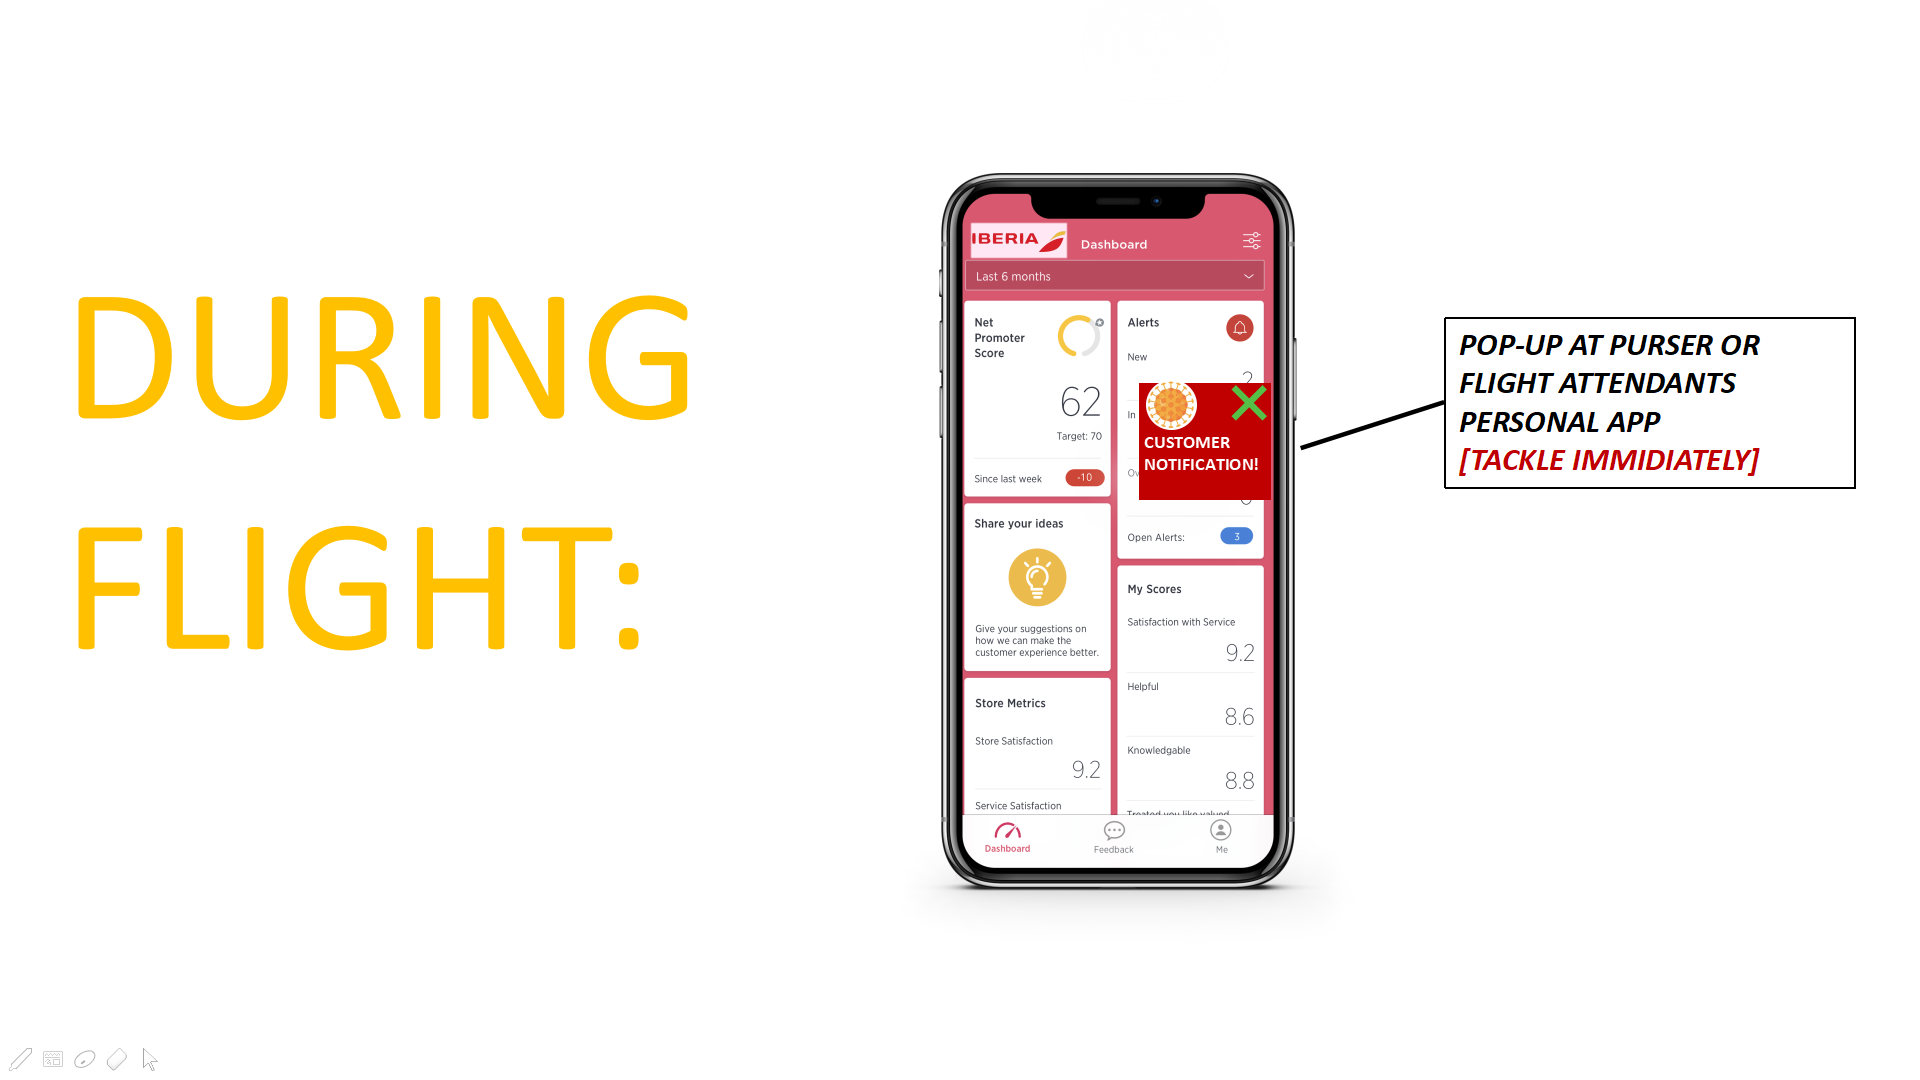 DURING
FLIGHT:
IBERIA
Dashboard
Last 6 months
Net
Promoter
Score
62
Target: 70
Since last week
-10
Share your ideas
Give your suggestions on
how we can make the
customer experience better.
Store Metrics
Store Satisfaction
9.2
Service Satisfaction
Alerts
New
2
In
CUSTOMER
NOTIFICATION!
Open Alerts:
3
My Scores
Satisfaction with Service
9.2
Helpful
8.6
Knowledgable
8.8
Treated you like valued
Dashboard
Feedback
Me
POP-UP AT PURSER OR
FLIGHT ATTENDANTS
PERSONAL APP
[TACKLE IMMIDIATELY]